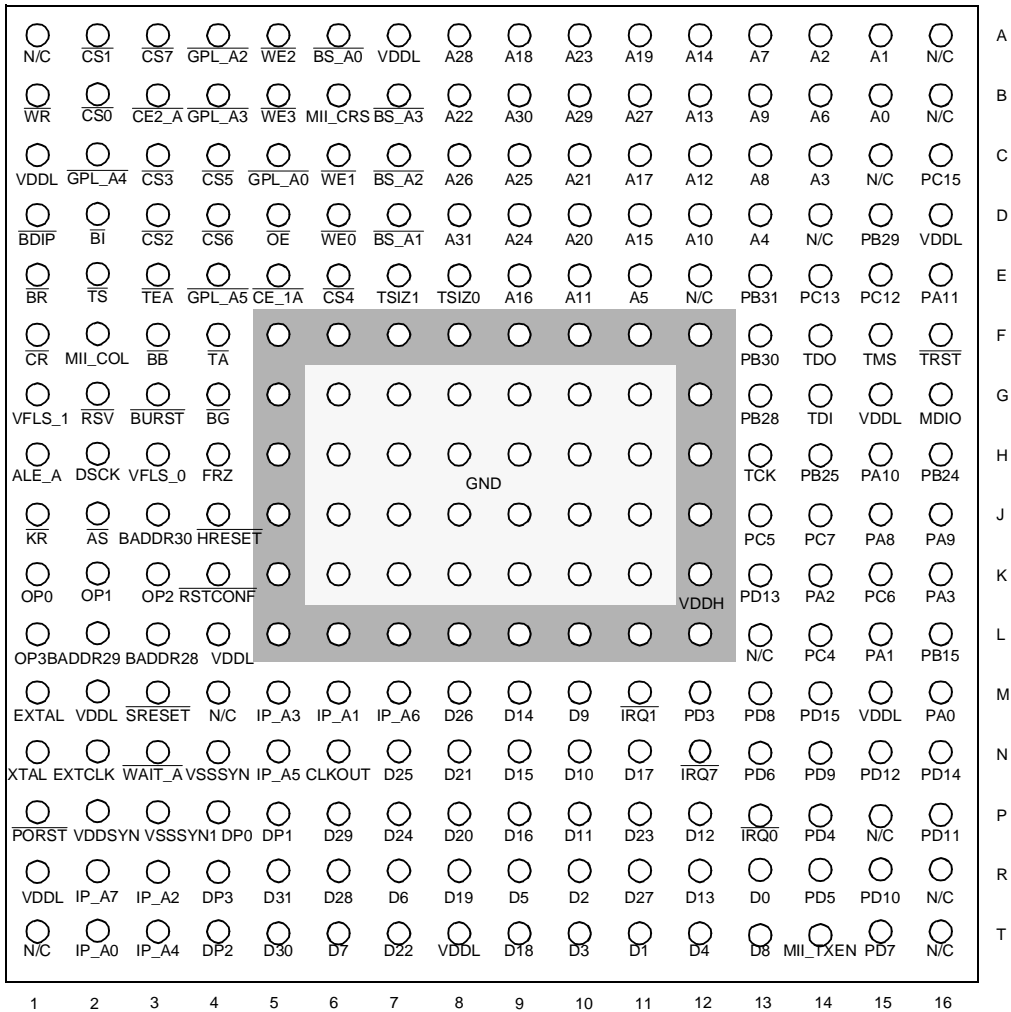 A
N/C CS1 CS7 GPL_A2 WE2 BS_A0 VDDL A28 A18 A23 A19 A14 A7 A2 A1 N/C
B
WR CS0 CE2_A GPL_A3 WE3 MII_CRS BS_A3 A22 A30 A29 A27 A13 A9 A6 A0 N/C
C
VDDL GPL_A4 CS3 CS5 GPL_A0 WE1 BS_A2 A26 A25 A21 A17 A12 A8 A3 N/C PC15
D
BDIP BI CS2 CS6 OE WE0 BS_A1 A31 A24 A20 A15 A10 A4 N/C PB29 VDDL
E
BR TS TEA GPL_A5 CE_1A CS4 TSIZ1 TSIZ0 A16 A11 A5 N/C PB31 PC13 PC12 PA11
F
CR MII_COL BB TA PB30 TDO TMS TRST
G
VFLS_1 RSV BURST BG PB28 TDI VDDL MDIO
H
ALE_A DSCK VFLS_0 FRZ TCK PB25 PA10 PB24
GND
J
KR AS BADDR30 HRESET PC5 PC7 PA8 PA9
K
OP0 OP1 OP2 RSTCONF VDDH PD13 PA2 PC6 PA3
L
OP3 BADDR29 BADDR28 VDDL N/C PC4 PA1 PB15
M
EXTAL VDDL SRESET N/C IP_A3 IP_A1 IP_A6 D26 D14 D9 IRQ1 PD3 PD8 PD15 VDDL PA0
N
XTAL EXTCLK WAIT_A VSSSYN IP_A5 CLKOUT D25 D21 D15 D10 D17 IRQ7 PD6 PD9 PD12 PD14
P
PORST VDDSYN VSSSYN1 DP0 DP1 D29 D24 D20 D16 D11 D23 D12 IRQ0 PD4 N/C PD11
R
VDDL IP_A7 IP_A2 DP3 D31 D28 D6 D19 D5 D2 D27 D13 D0 PD5 PD10 N/C
T
N/C IP_A0 IP_A4 DP2 D30 D7 D22 VDDL D18 D3 D1 D4 D8 MII_TXEN PD7 N/C
1 2 3 4 5 6 7 8 9 10 11 12 13 14 15 16